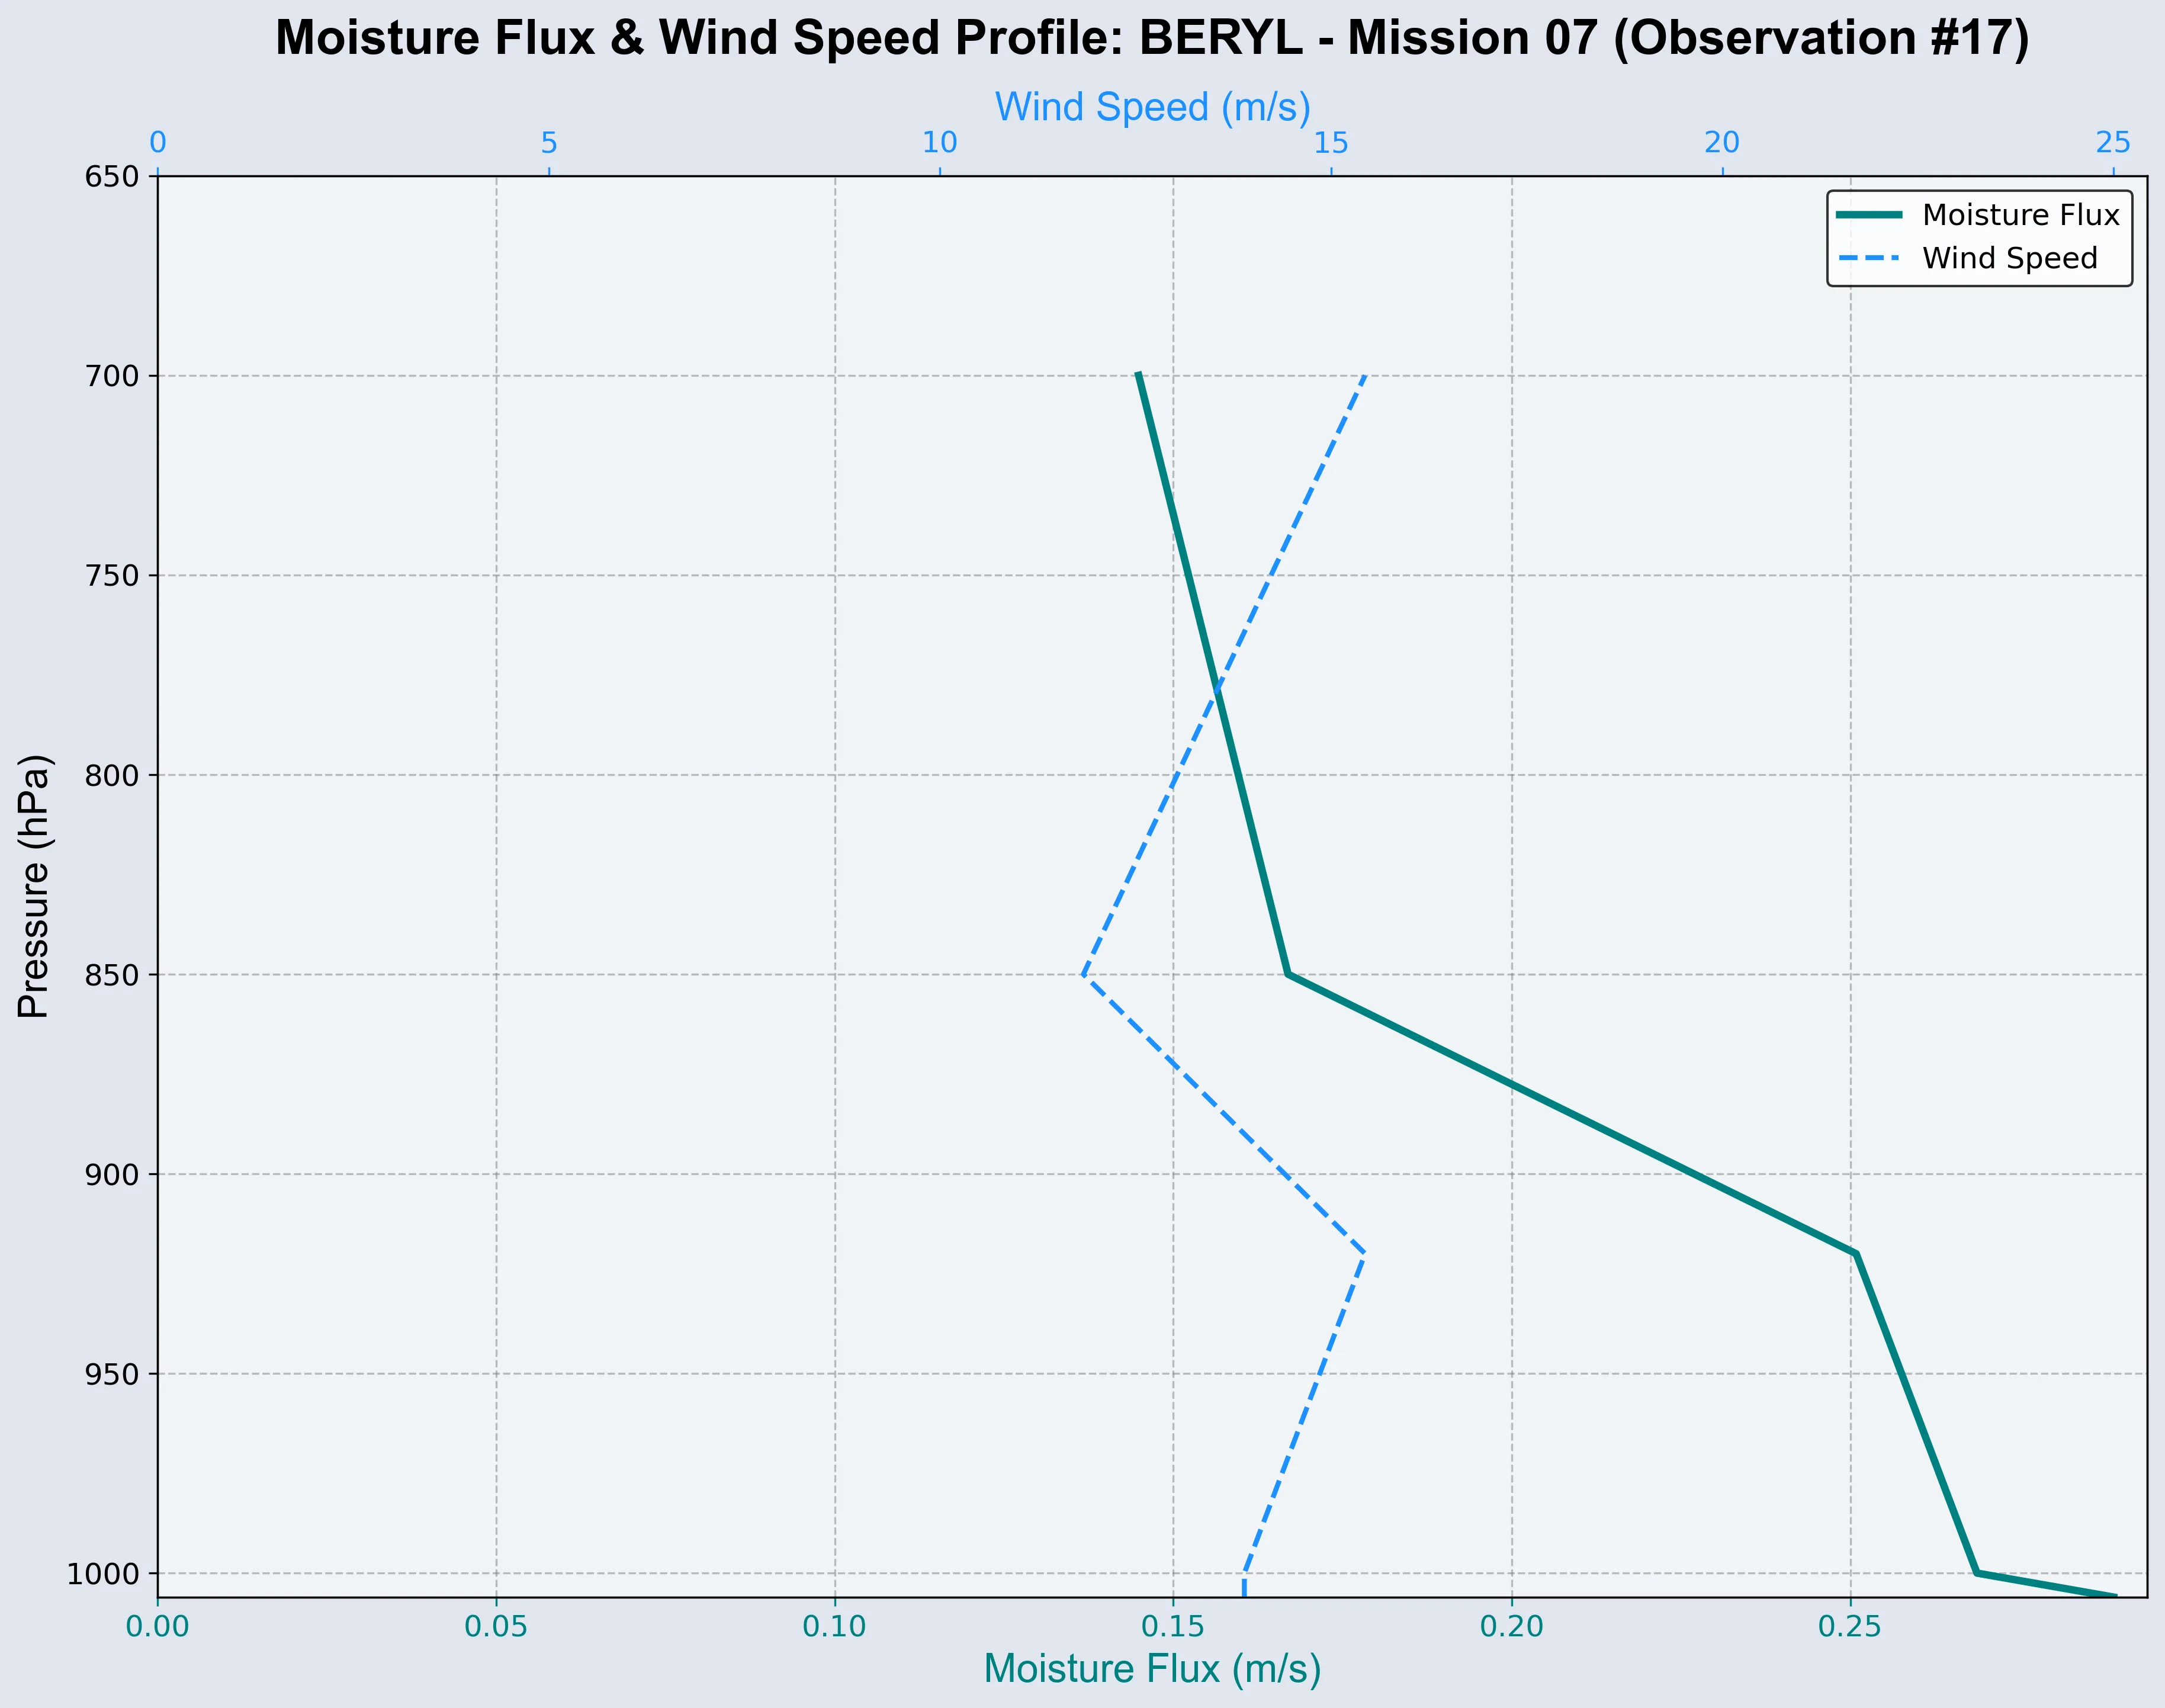 Moisture Flux & Wind Speed Profile: BERYL - Mission 07 (Observation #17)
Wind Speed (m/s)
0 5 10 15 20 25
Moisture Flux
Wind Speed
650
700
750
800
850
900
950
1000
Pressure (hPa)
0.00 0.05 0.10 0.15 0.20 0.25
Moisture Flux (m/s)